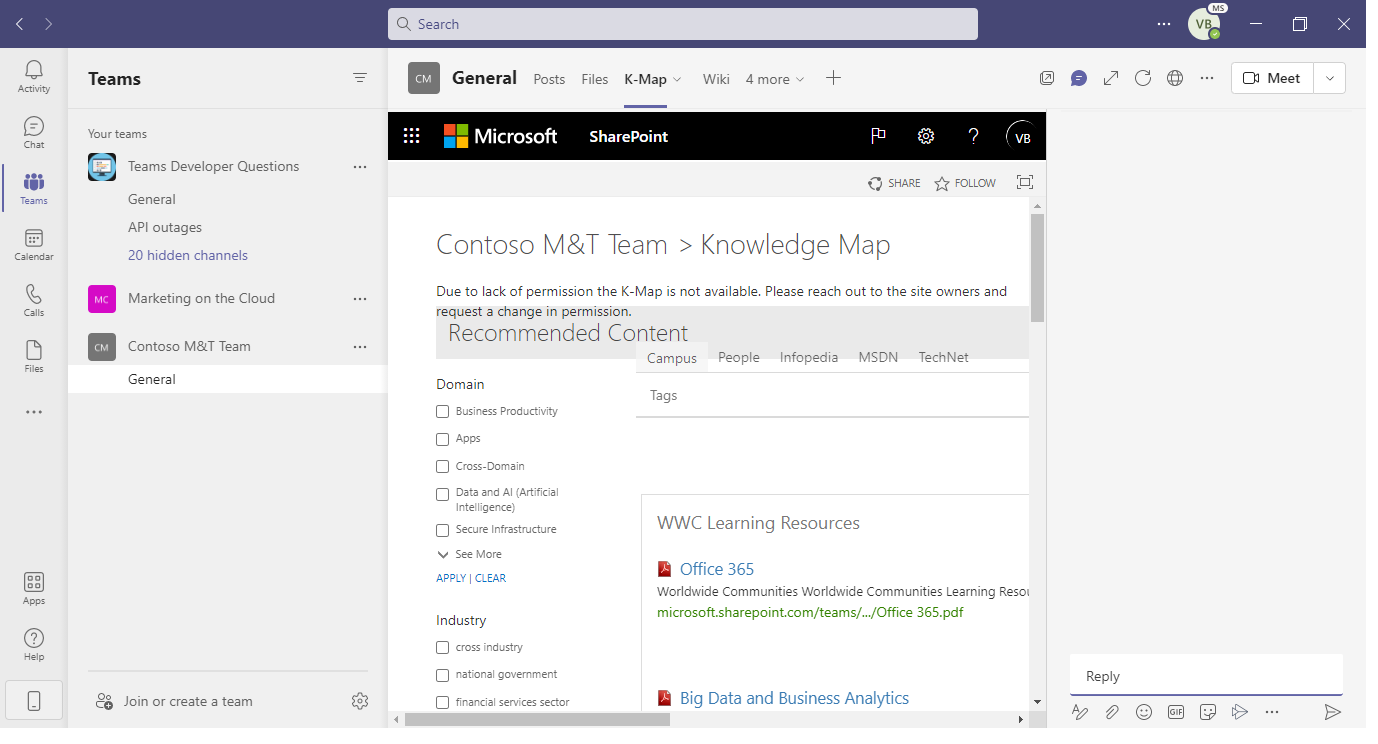 Search
MS
VB
Activity
Chat
Teams
Calendar
Calls
Files
Apps
Help
Teams
Your teams
Teams Developer Questions
General
API outages
20 hidden channels
MC
Marketing on the Cloud
CM
Contoso M&T Team
General
Join or create a team
CM
General
Posts
Files
K-Map
Wiki
4 more
Meet
Microsoft
SharePoint
?
VB
SHARE
FOLLOW
Contoso M&T Team > Knowledge Map
Due to lack of permission the K-Map is not available. Please reach out to the site owners and
request a change in permission.
Recommended Content
Campus
People
Infopedia
MSDN
TechNet
Tags
Domain
Business Productivity
Apps
Cross-Domain
Data and AI (Artificial
Intelligence)
Secure Infrastructure
See More
APPLY | CLEAR
Industry
cross industry
national government
financial services sector
WWC Learning Resources
Office 365
Worldwide Communities Worldwide Communities Learning Resou
microsoft.sharepoint.com/teams/.../Office 365.pdf
Big Data and Business Analytics
Reply
GIF